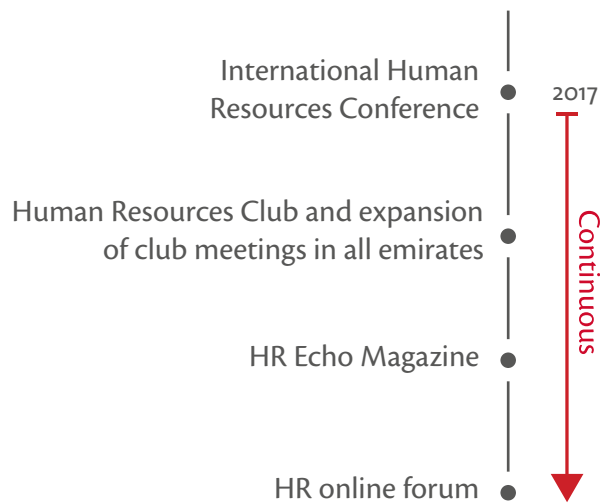 International Human
Resources Conference
2017
Human Resources Club and expansion
of club meetings in all emirates
Continuous
HR Echo Magazine
HR online forum